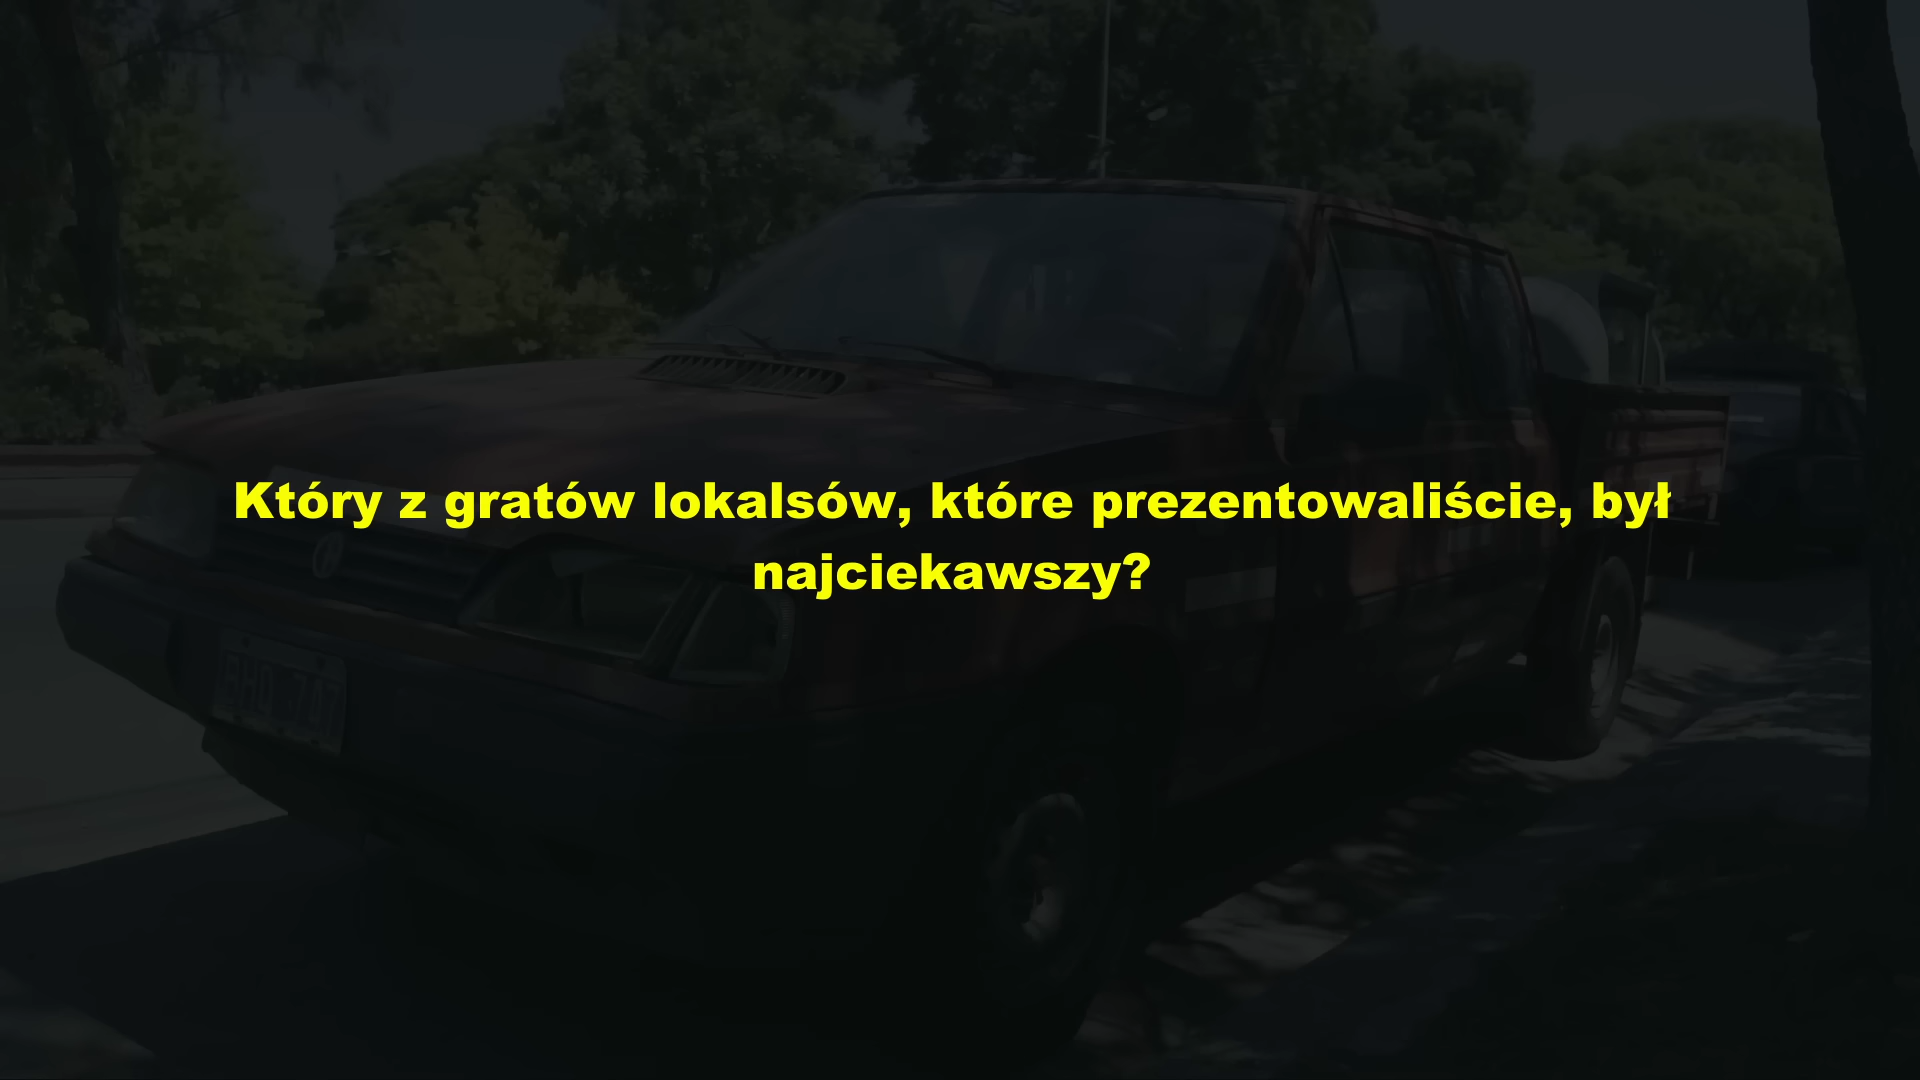 Który z gratów lokalsów, które prezentowaliście, był
najciekawszy?